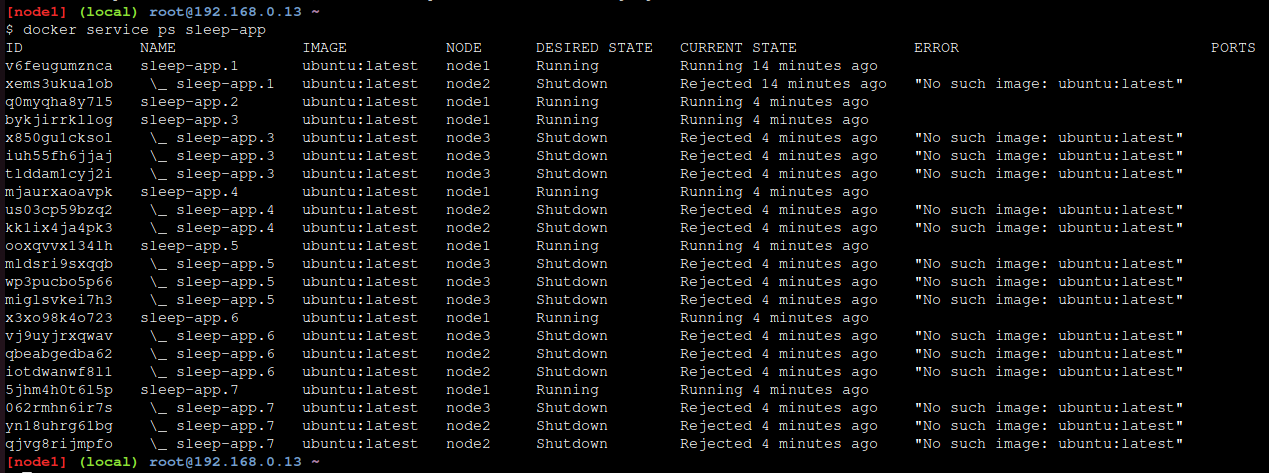 [node1] (local) root@192.168.0.13 ~
$ docker service ps sleep-app
ID NAME IMAGE NODE DESIRED STATE CURRENT STATE ERROR PORTS
v6feugumznca sleep-app.1 ubuntu:latest node1 Running Running 14 minutes ago
xems3ukua1ob \_ sleep-app.1 ubuntu:latest node2 Shutdown Rejected 14 minutes ago "No such image: ubuntu:latest"
q0myqha8y7l5 sleep-app.2 ubuntu:latest node1 Running Running 4 minutes ago
bykjirrkllog sleep-app.3 ubuntu:latest node1 Running Running 4 minutes ago
x850gu1cksol \_ sleep-app.3 ubuntu:latest node3 Shutdown Rejected 4 minutes ago "No such image: ubuntu:latest"
iuh55fh6jjaj \_ sleep-app.3 ubuntu:latest node3 Shutdown Rejected 4 minutes ago "No such image: ubuntu:latest"
tlddam1cyj2i \_ sleep-app.3 ubuntu:latest node3 Shutdown Rejected 4 minutes ago "No such image: ubuntu:latest"
mjaurxaoavpk sleep-app.4 ubuntu:latest node1 Running Running 4 minutes ago
us03cp59bzq2 \_ sleep-app.4 ubuntu:latest node2 Shutdown Rejected 4 minutes ago "No such image: ubuntu:latest"
kk1ix4ja4pk3 \_ sleep-app.4 ubuntu:latest node2 Shutdown Rejected 4 minutes ago "No such image: ubuntu:latest"
ooxqvvx134lh sleep-app.5 ubuntu:latest node1 Running Running 4 minutes ago
mldsri9sxqgb \_ sleep-app.5 ubuntu:latest node3 Shutdown Rejected 4 minutes ago "No such image: ubuntu:latest"
wp3pucbo5p66 \_ sleep-app.5 ubuntu:latest node3 Shutdown Rejected 4 minutes ago "No such image: ubuntu:latest"
miglsvkei7h3 \_ sleep-app.5 ubuntu:latest node3 Shutdown Rejected 4 minutes ago "No such image: ubuntu:latest"
x3xo98k4o723 sleep-app.6 ubuntu:latest node1 Running Running 4 minutes ago
vj9uyjrxqwav \_ sleep-app.6 ubuntu:latest node3 Shutdown Rejected 4 minutes ago "No such image: ubuntu:latest"
qbeabgedba62 \_ sleep-app.6 ubuntu:latest node2 Shutdown Rejected 4 minutes ago "No such image: ubuntu:latest"
iotdwanwf8l1 \_ sleep-app.6 ubuntu:latest node2 Shutdown Rejected 4 minutes ago "No such image: ubuntu:latest"
5jhm4h0t6l5p sleep-app.7 ubuntu:latest node1 Running Running 4 minutes ago
062rmhn6ir7s \_ sleep-app.7 ubuntu:latest node3 Shutdown Rejected 4 minutes ago "No such image: ubuntu:latest"
yn18uhrg61bg \_ sleep-app.7 ubuntu:latest node2 Shutdown Rejected 4 minutes ago "No such image: ubuntu:latest"
qjvg8rijmpfo \_ sleep-app.7 ubuntu:latest node2 Shutdown Rejected 4 minutes ago "No such image: ubuntu:latest"
[node1] (local) root@192.168.0.13 ~